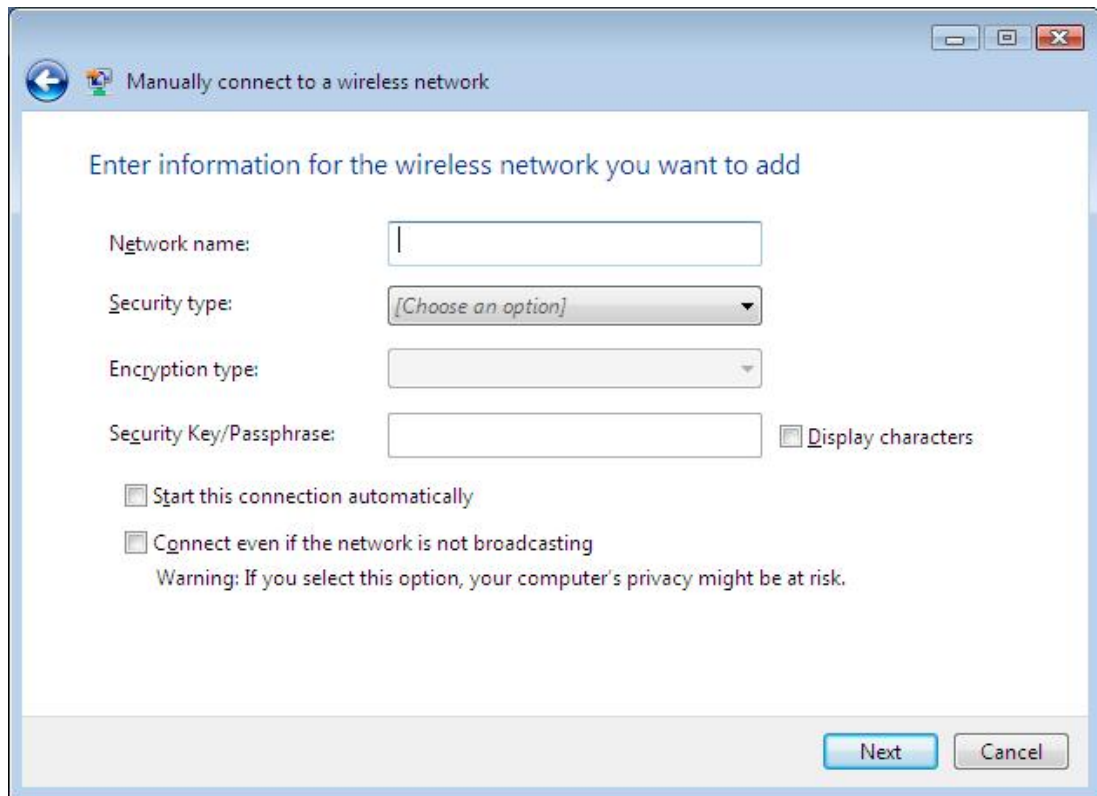 Manually connect to a wireless network
Enter information for the wireless network you want to add
Network name:
Security type: [Choose an option]
Encryption type:
Security Key/Passphrase: Display characters
Start this connection automatically
Connect even if the network is not broadcasting
Warning: If you select this option, your computer's privacy might be at risk.
Next Cancel